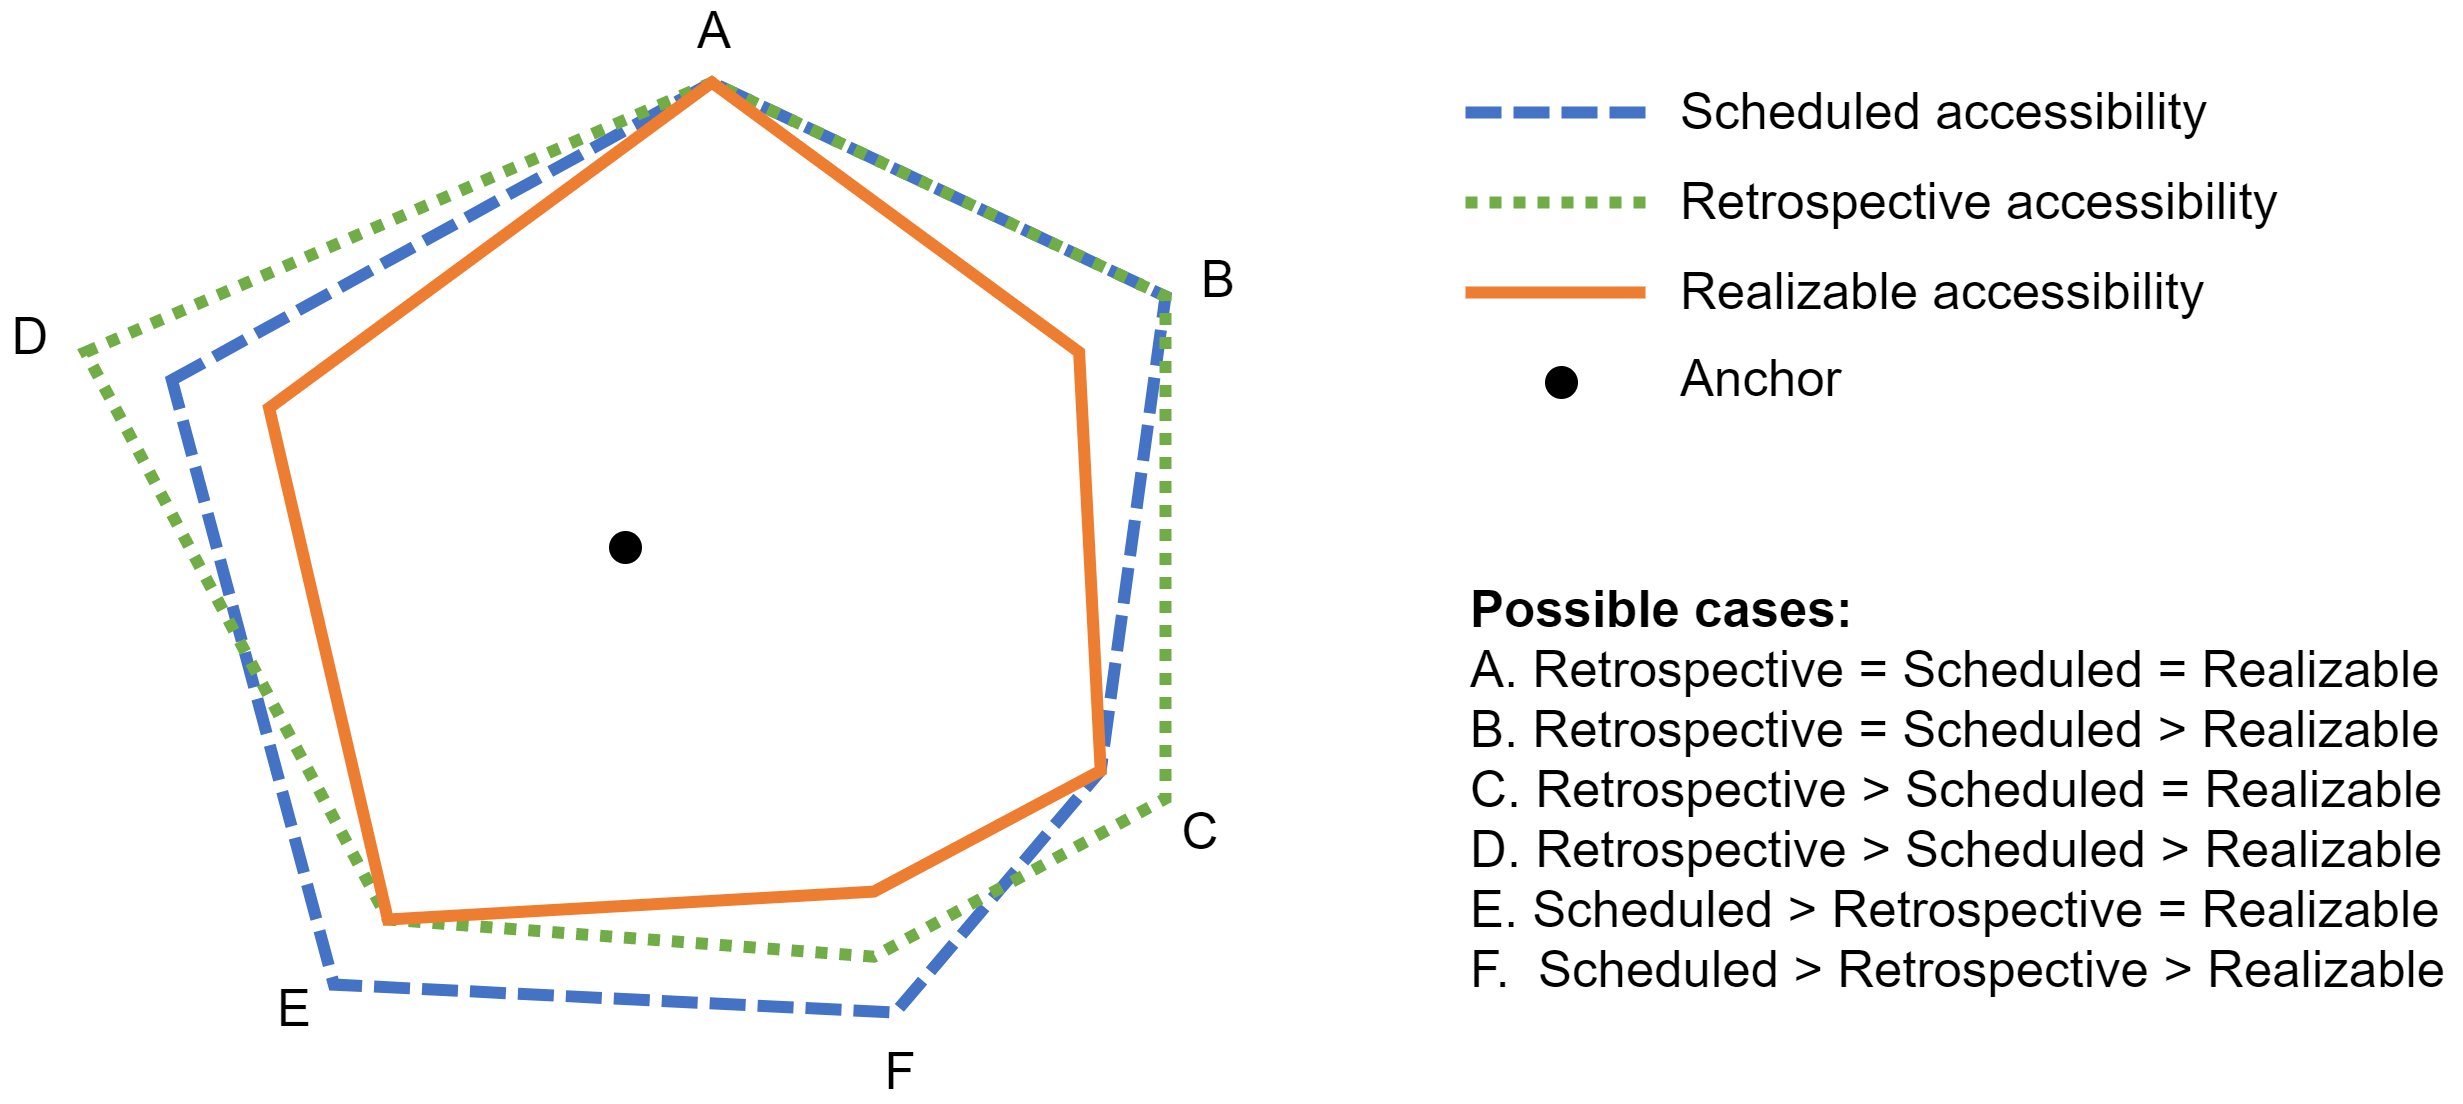 A
B
C
D
E
F
Scheduled accessibility
Retrospective accessibility
Realizable accessibility
Anchor
Possible cases:
A. Retrospective = Scheduled = Realizable
B. Retrospective = Scheduled > Realizable
C. Retrospective > Scheduled = Realizable
D. Retrospective > Scheduled > Realizable
E. Scheduled > Retrospective = Realizable
F. Scheduled > Retrospective > Realizable